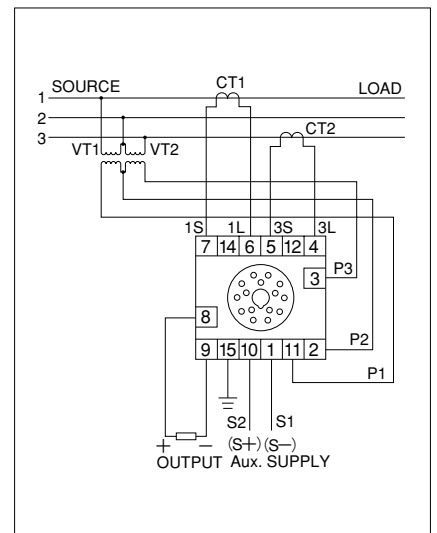 SOURCE CT1 LOAD
1
2
CT2
3
VT1 VT2
1S 1L 3S 3L
7 14 6 5 12 4
3 P3
8
P2
9 15 10 1 11 2
P1
S2 S1
(S+) (S−)
+ −
OUTPUT Aux. SUPPLY